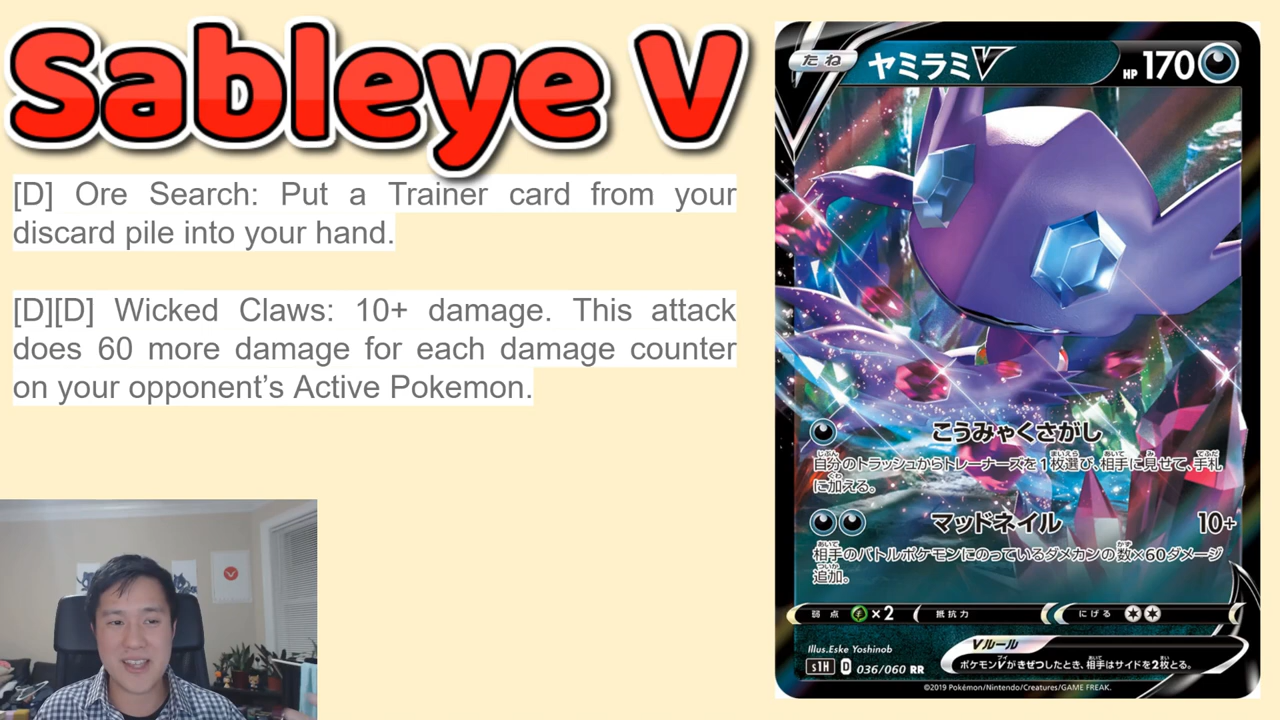 Sableye V
[D] Ore Search: Put a Trainer card from your
discard pile into your hand.
[D][D] Wicked Claws: 10+ damage. This attack
does 60 more damage for each damage counter
on your opponent’s Active Pokemon.
たね ヤミラミV HP 170
こうみゃくさがし
自分のトラッシュからトレーナーズを1枚選び、相手に見せて、手札
に加える。
マッドネイル 10+
相手のバトルポケモンにのっているダメカンの数×60ダメージ
追加。
弱点 ×2 抵抗力 にげる
Illus.Eske Yoshinob
Vルール
ポケモンVがきぜつしたとき、相手はサイドを2枚とる。
s1H D 036/060 RR
©2019 Pokémon/Nintendo/Creatures/GAME FREAK.